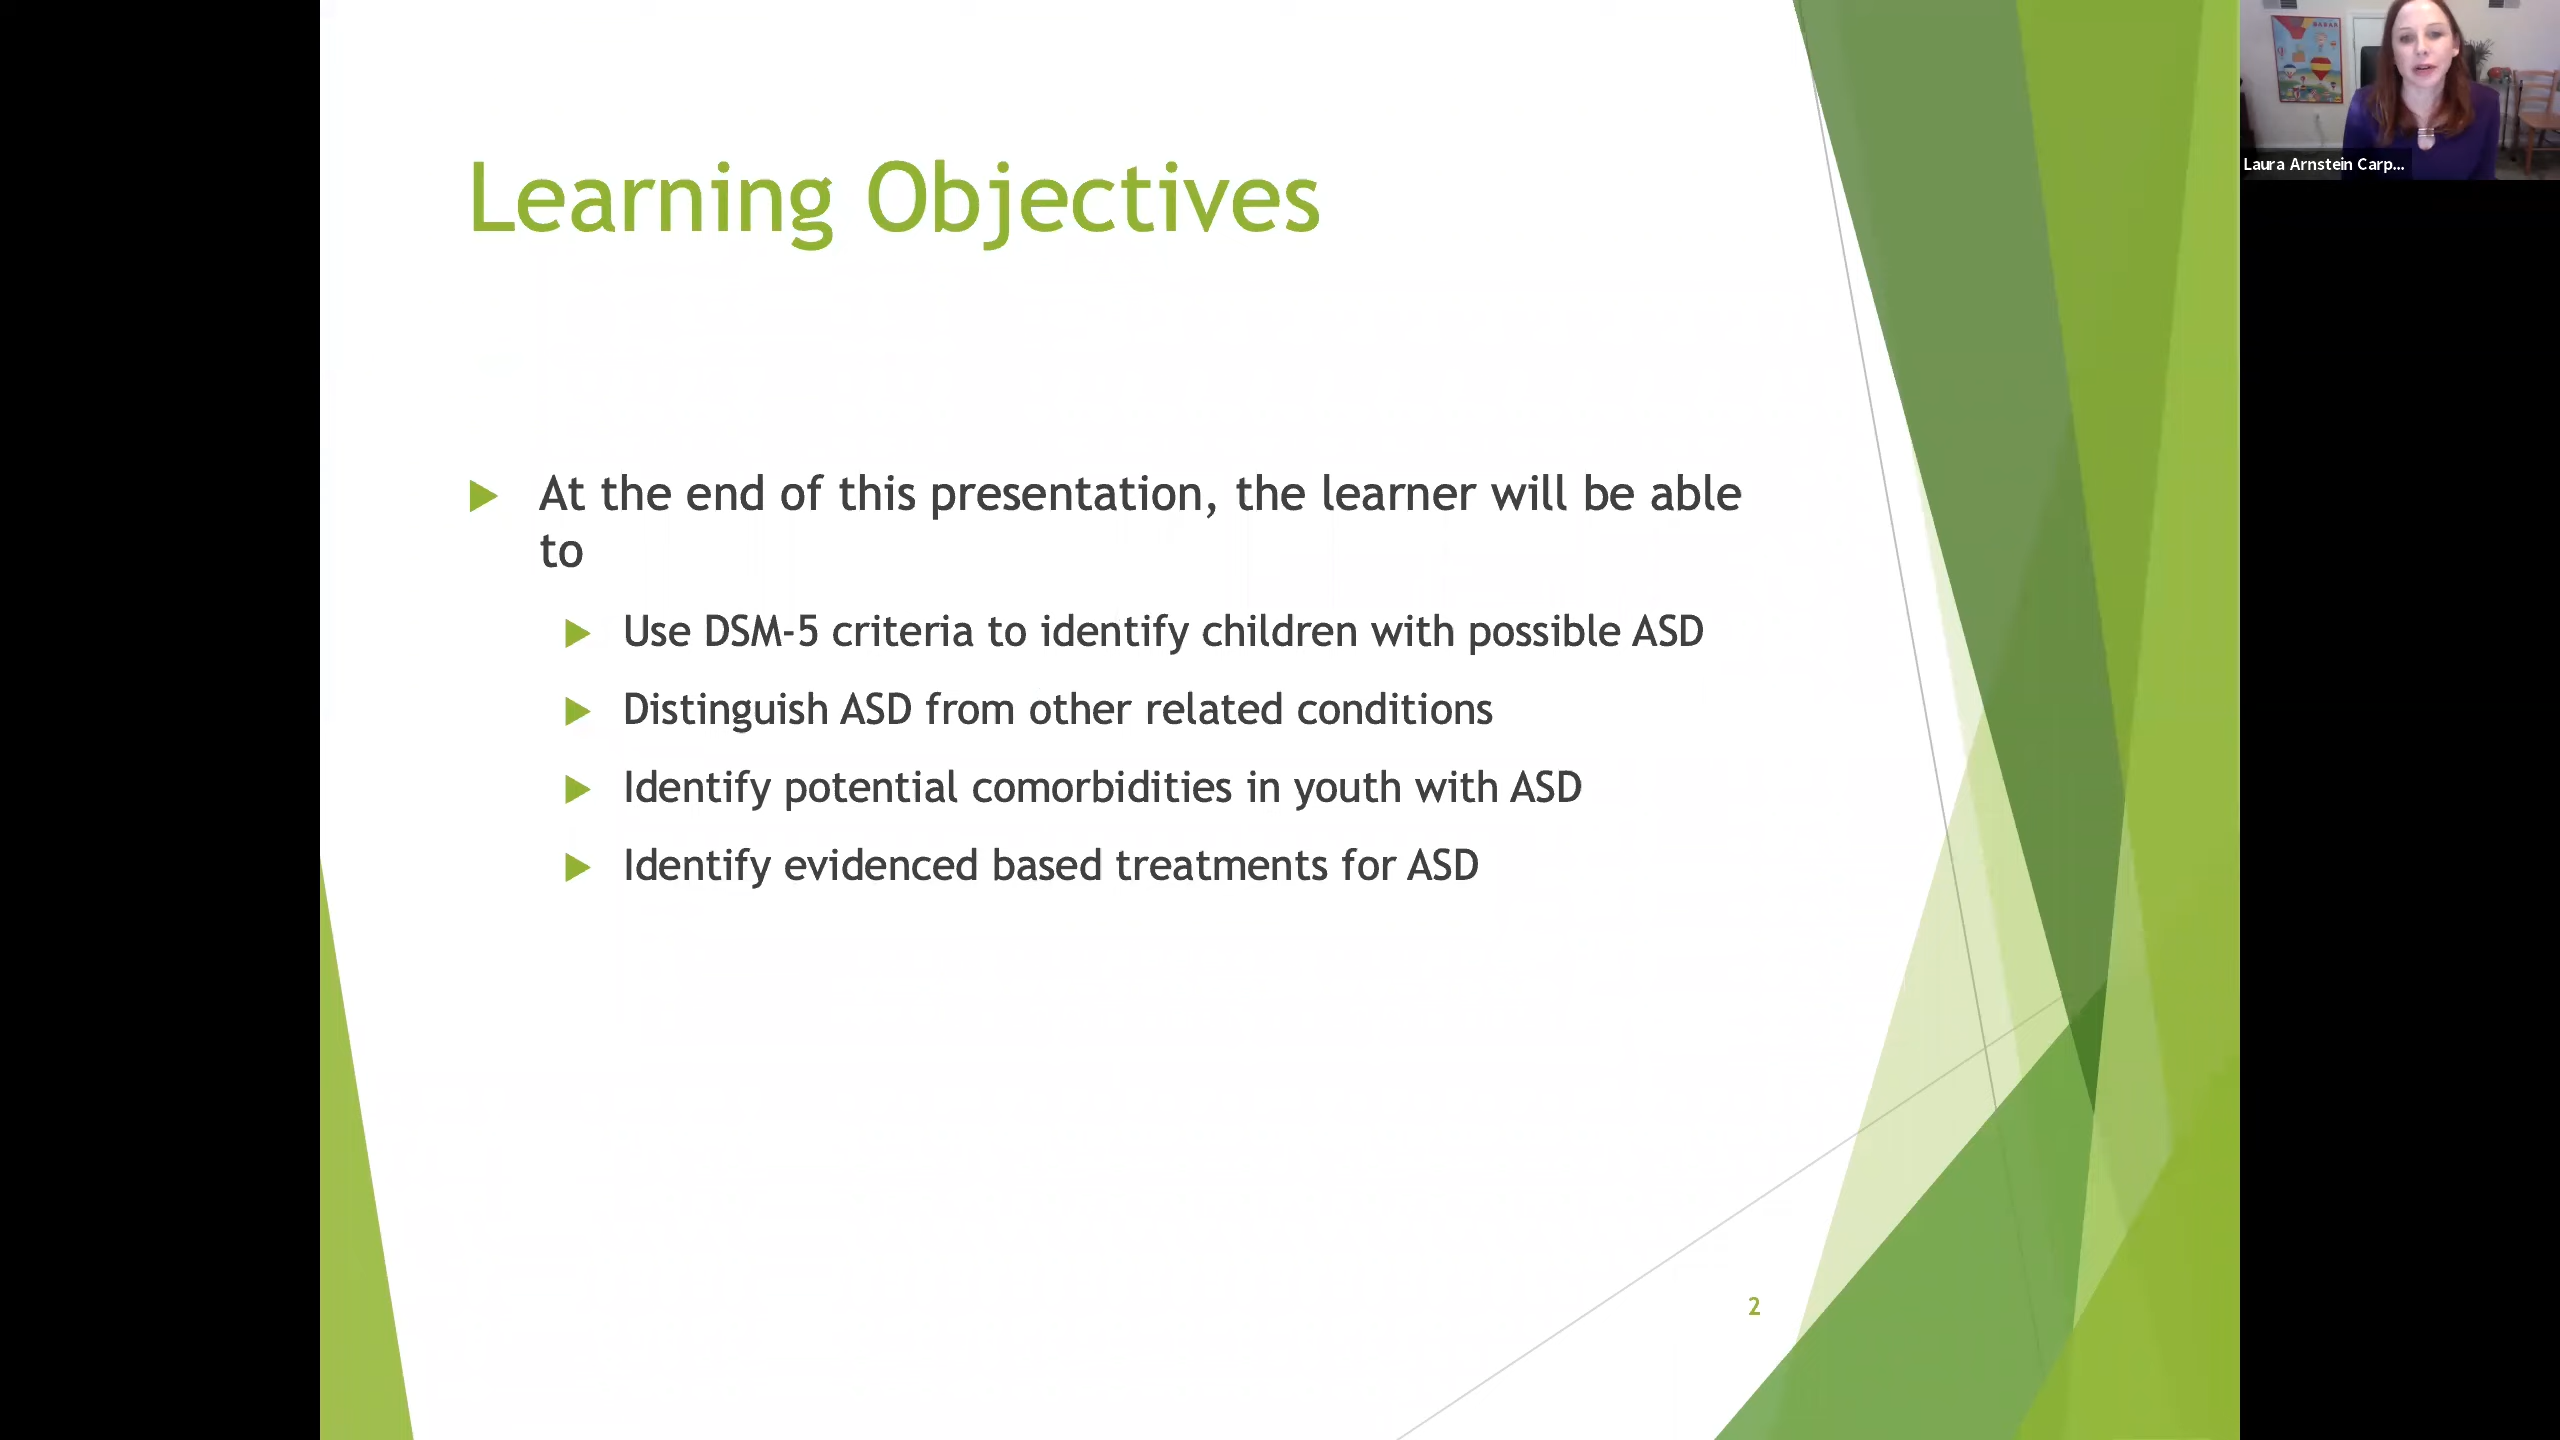 Learning Objectives
At the end of this presentation, the learner will be able
to
Use DSM-5 criteria to identify children with possible ASD
Distinguish ASD from other related conditions
Identify potential comorbidities in youth with ASD
Identify evidenced based treatments for ASD
2
Laura Arnstein Carp...
BABAR